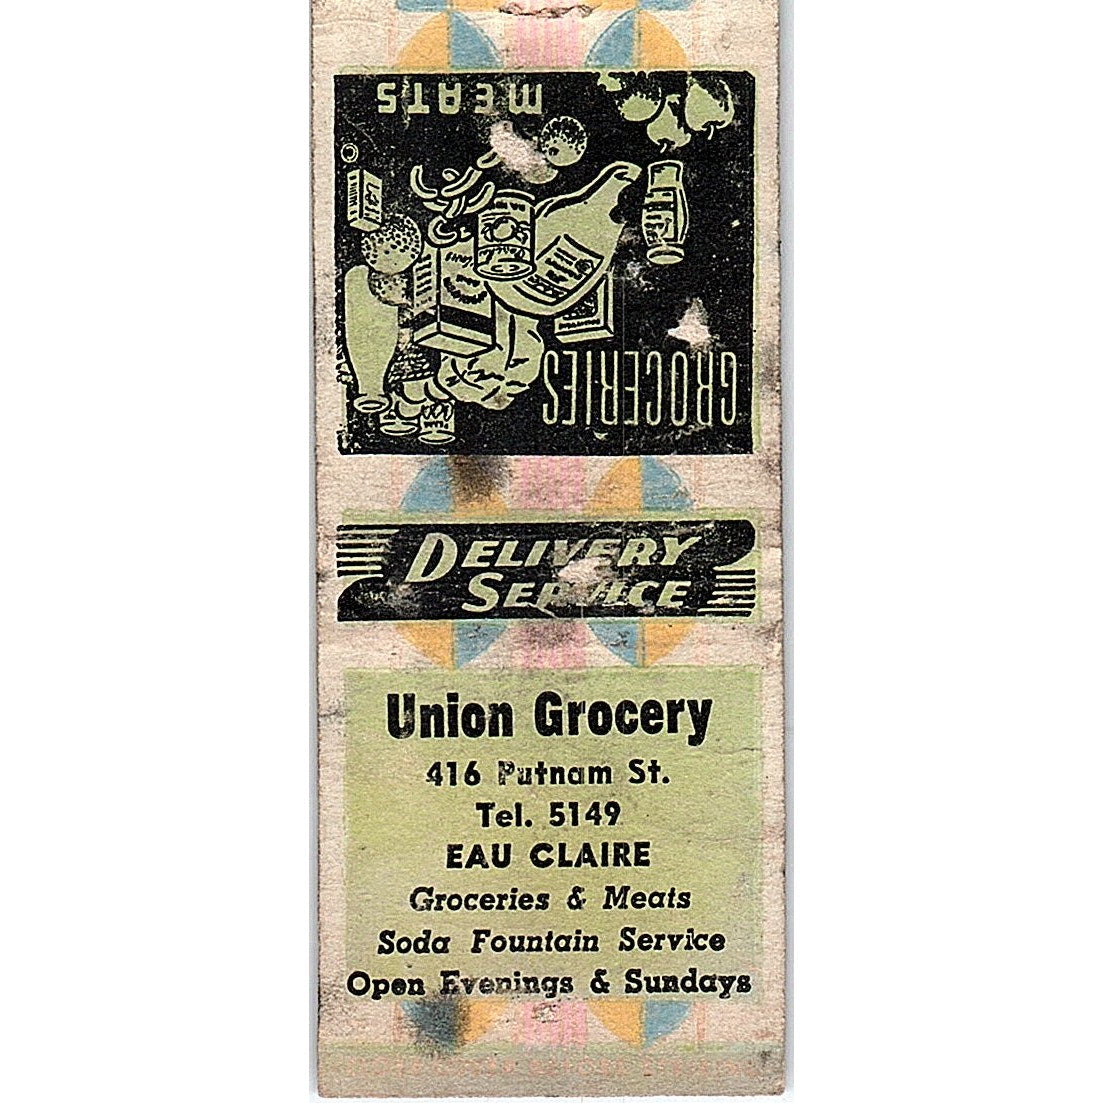 MEATS
GROCERIES
DELIVERY
SERVICE
Union Grocery
416 Putnam St.
Tel. 5149
EAU CLAIRE
Groceries & Meats
Soda Fountain Service
Open Evenings & Sundays